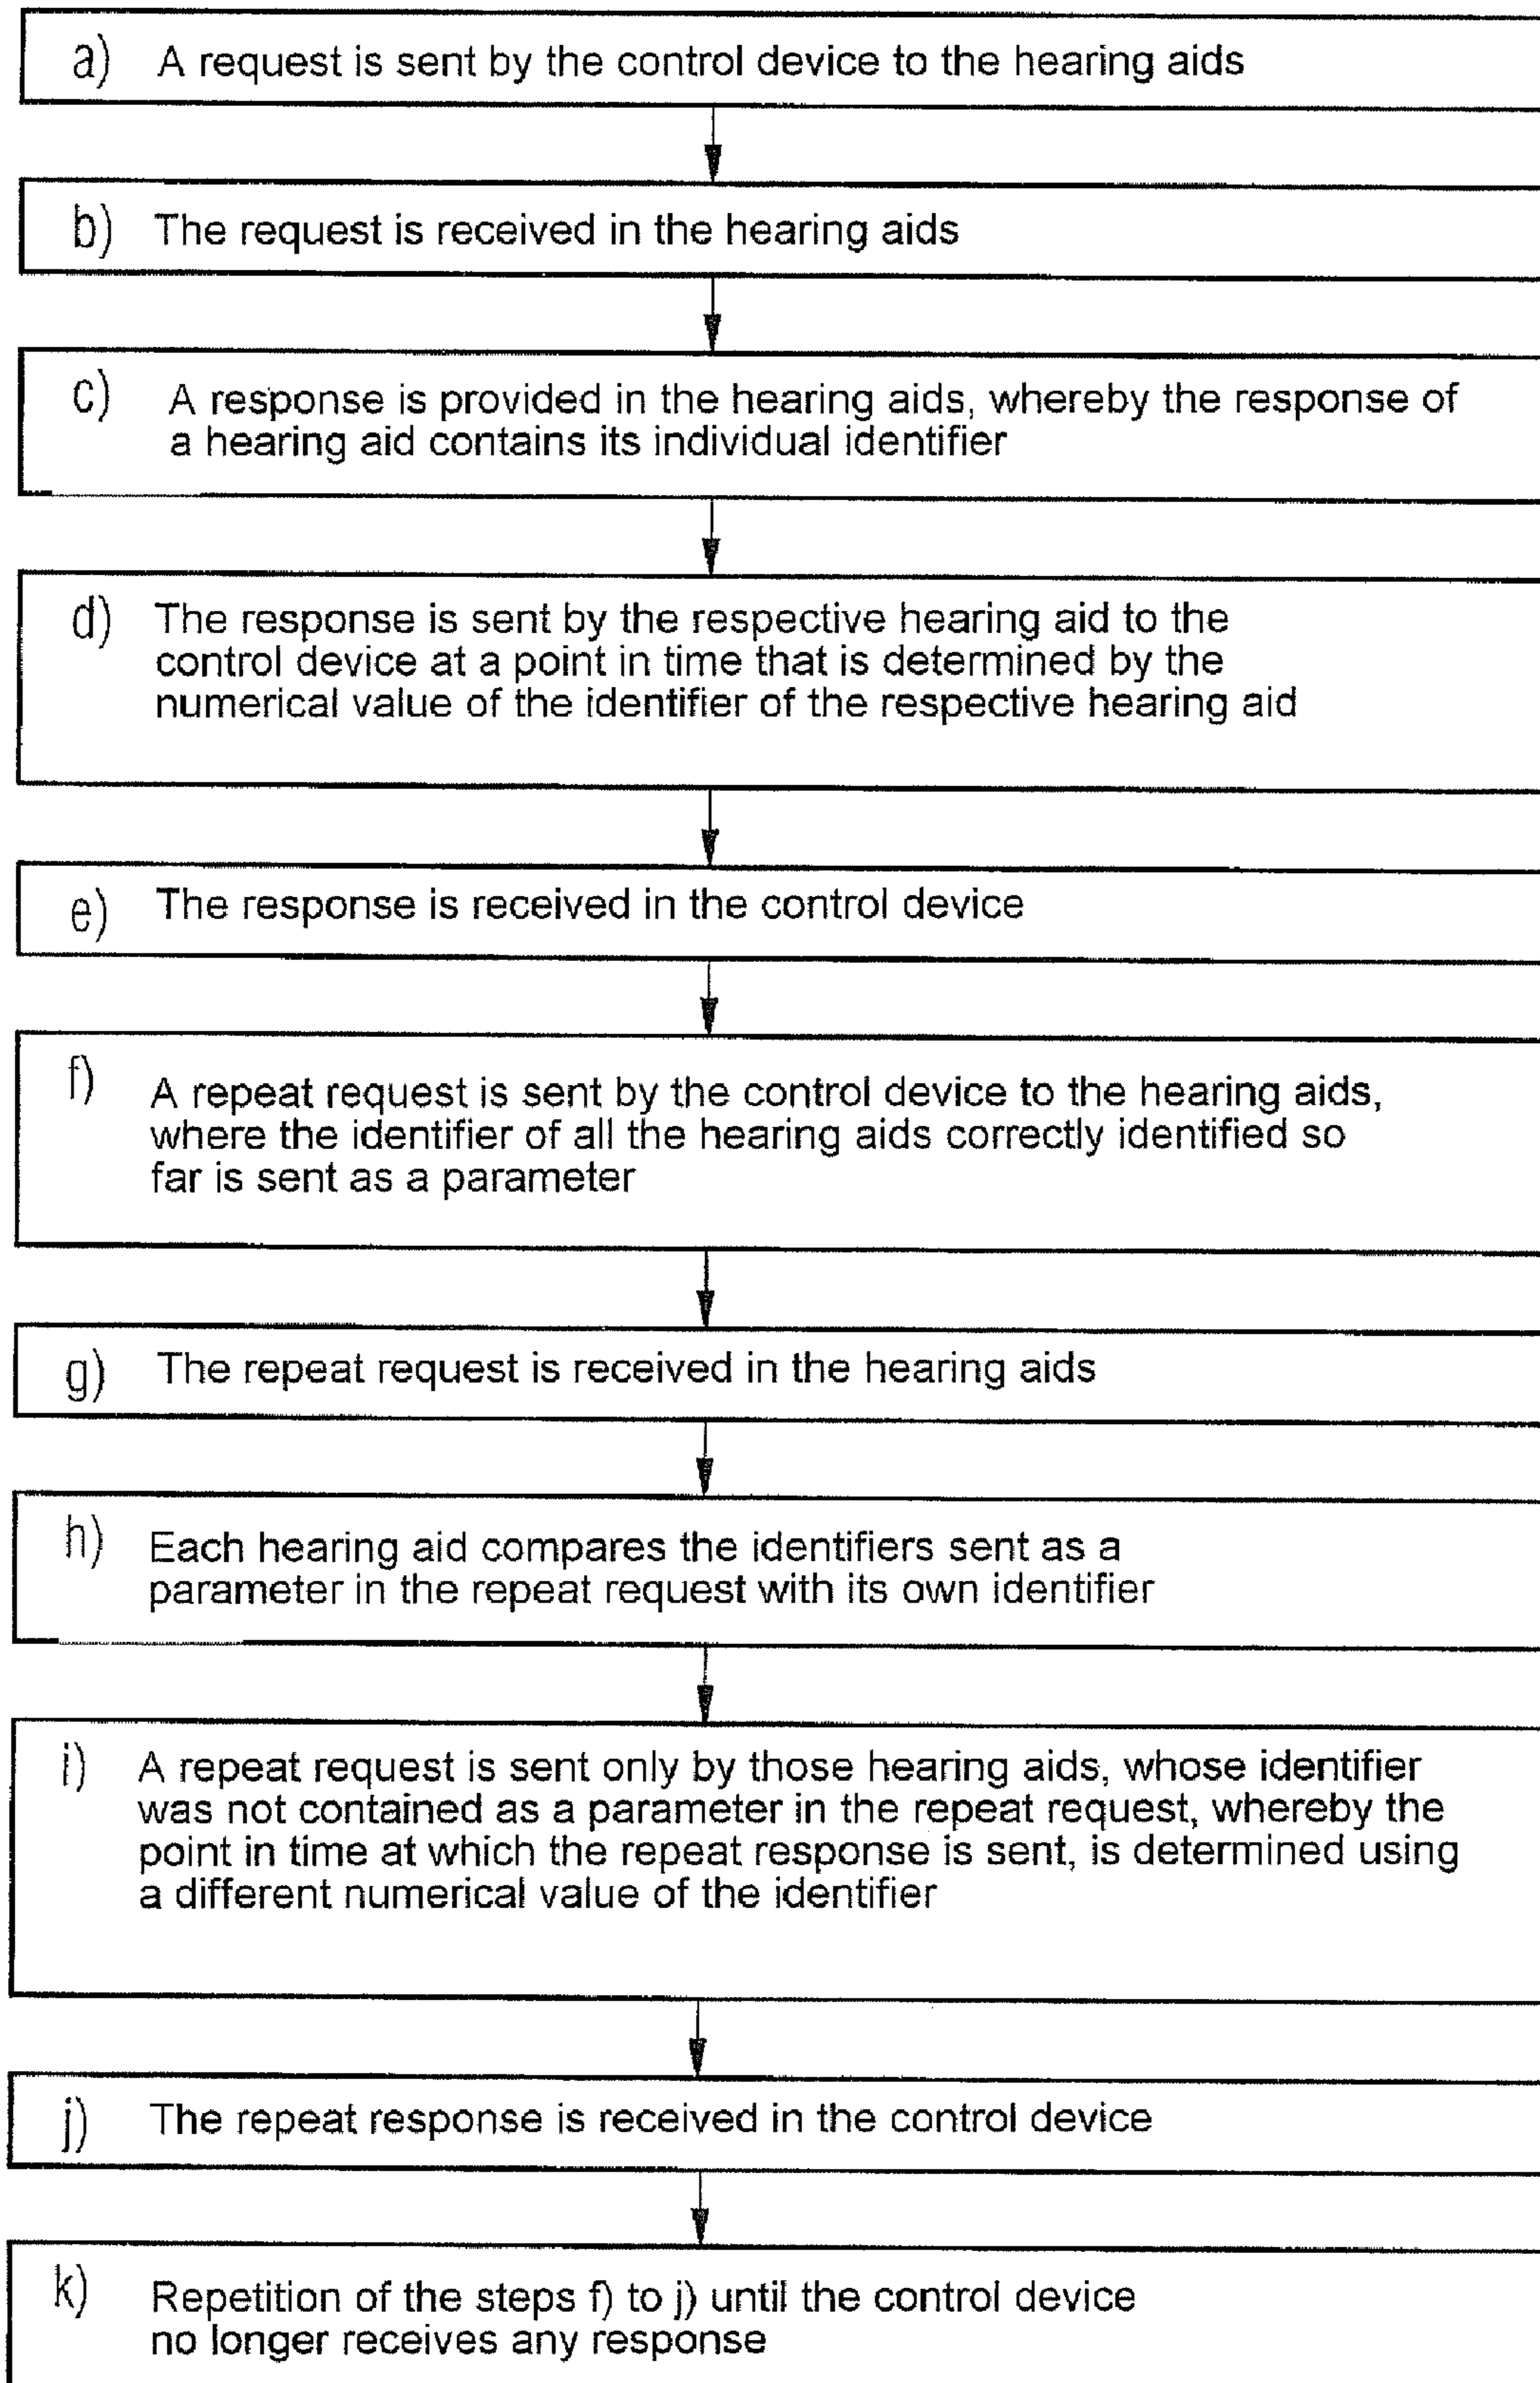 a) A request is sent by the control device to the hearing aids
b) The request is received in the hearing aids
c) A response is provided in the hearing aids, whereby the response of
a hearing aid contains its individual identifier
d) The response is sent by the respective hearing aid to the
control device at a point in time that is determined by the
numerical value of the identifier of the respective hearing aid
e) The response is received in the control device
f) A repeat request is sent by the control device to the hearing aids,
where the identifier of all the hearing aids correctly identified so
far is sent as a parameter
g) The repeat request is received in the hearing aids
h) Each hearing aid compares the identifiers sent as a
parameter in the repeat request with its own identifier
i) A repeat request is sent only by those hearing aids, whose identifier
was not contained as a parameter in the repeat request, whereby the
point in time at which the repeat response is sent, is determined using
a different numerical value of the identifier
j) The repeat response is received in the control device
k) Repetition of the steps f) to j) until the control device
no longer receives any response